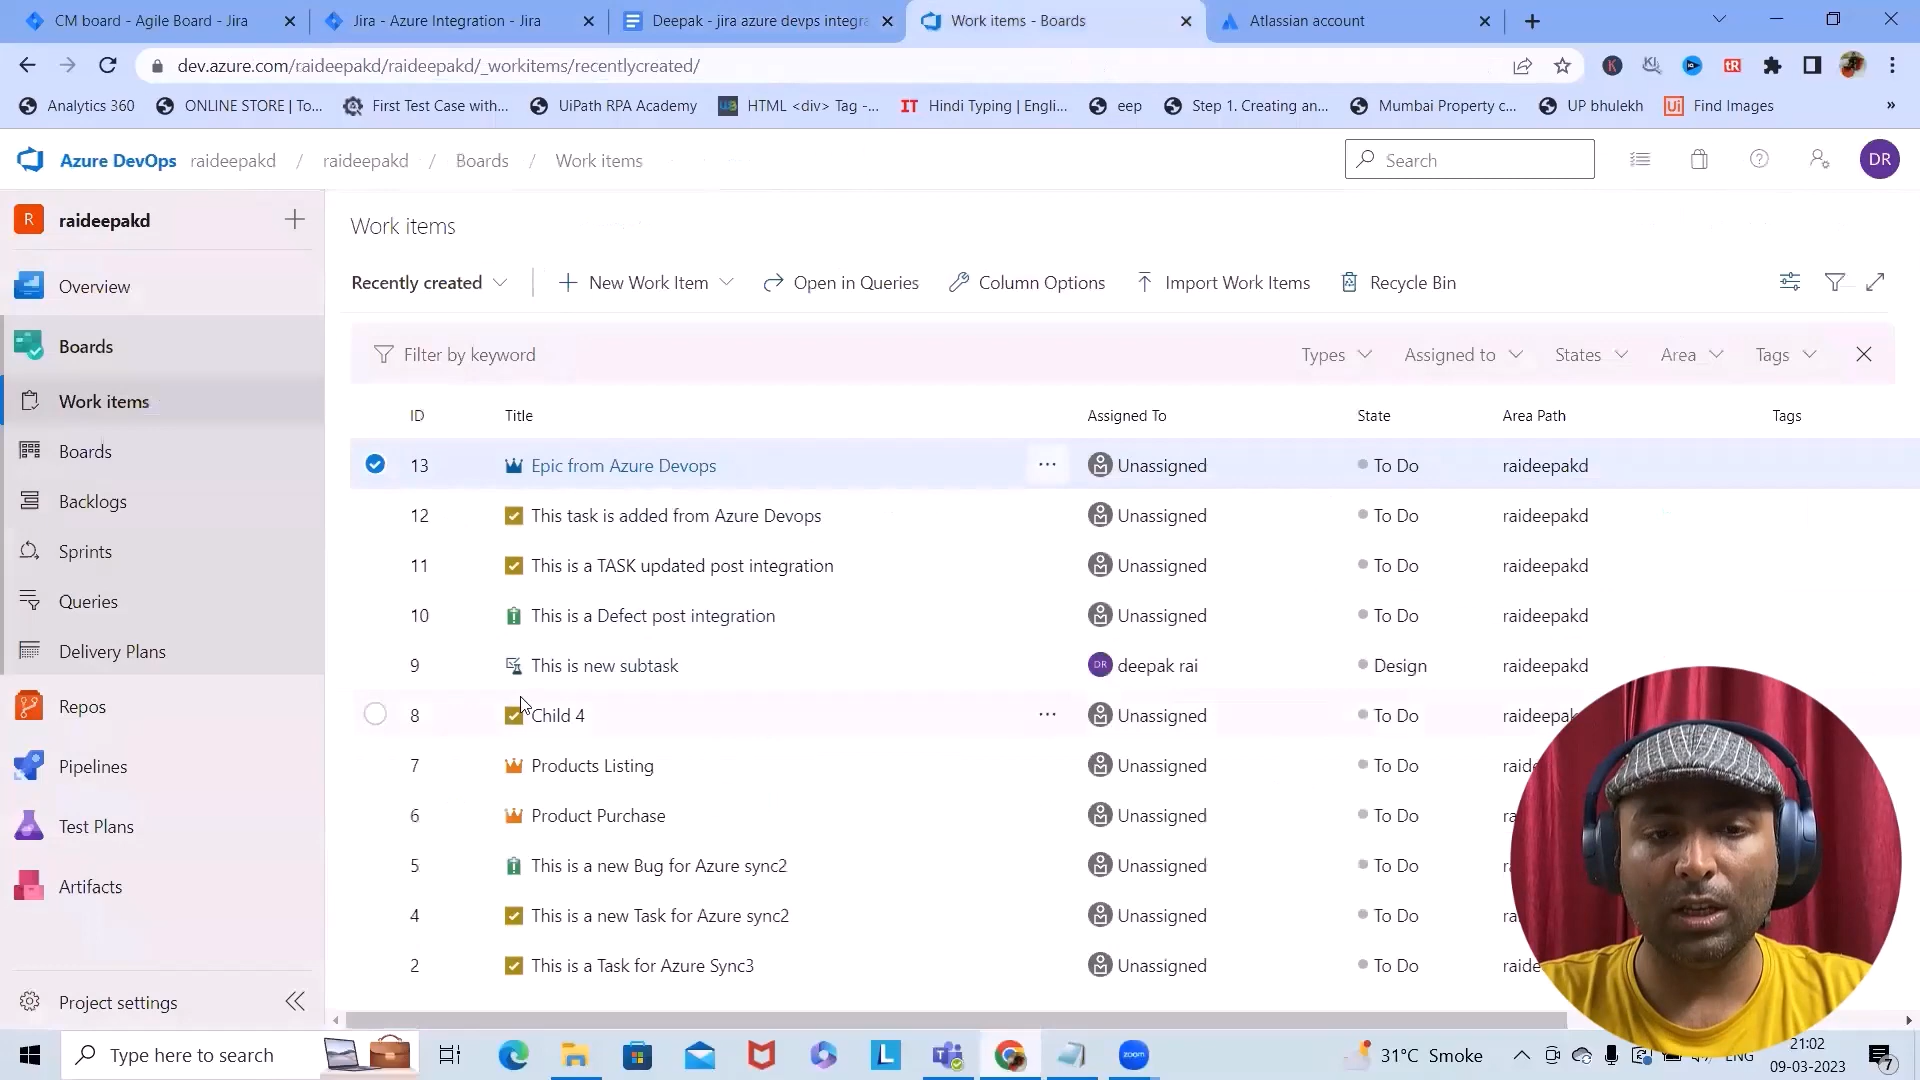 CM board - Agile Board - Jira
Jira - Azure Integration - Jira
Deepak - jira azure devps integra
Work items - Boards
Atlassian account
dev.azure.com/raideepakd/raideepakd/_workitems/recentlycreated/
Analytics 360
ONLINE STORE | To...
First Test Case with...
UiPath RPA Academy
HTML <div> Tag -...
Hindi Typing | Engli...
eep
Step 1. Creating an...
Mumbai Property c...
UP bhulekh
Find Images
»
Azure DevOps raideepakd / raideepakd / Boards / Work items
Search
DR
R raideepakd
Overview
Boards
Work items
Boards
Backlogs
Sprints
Queries
Delivery Plans
Repos
Pipelines
Test Plans
Artifacts
Project settings
Work items
Recently created
New Work Item
Open in Queries
Column Options
Import Work Items
Recycle Bin
Filter by keyword
Types
Assigned to
States
Area
Tags
ID Title Assigned To State Area Path Tags
13 Epic from Azure Devops Unassigned To Do raideepakd
12 This task is added from Azure Devops Unassigned To Do raideepakd
11 This is a TASK updated post integration Unassigned To Do raideepakd
10 This is a Defect post integration Unassigned To Do raideepakd
9 This is new subtask DR deepak rai Design raideepakd
8 Child 4 Unassigned To Do raideepak
7 Products Listing Unassigned To Do raide
6 Product Purchase Unassigned To Do
5 This is a new Bug for Azure sync2 Unassigned To Do
4 This is a new Task for Azure sync2 Unassigned To Do
2 This is a Task for Azure Sync3 Unassigned To Do raide
Type here to search
zoom
31°C Smoke
ENG
21:02
09-03-2023
7